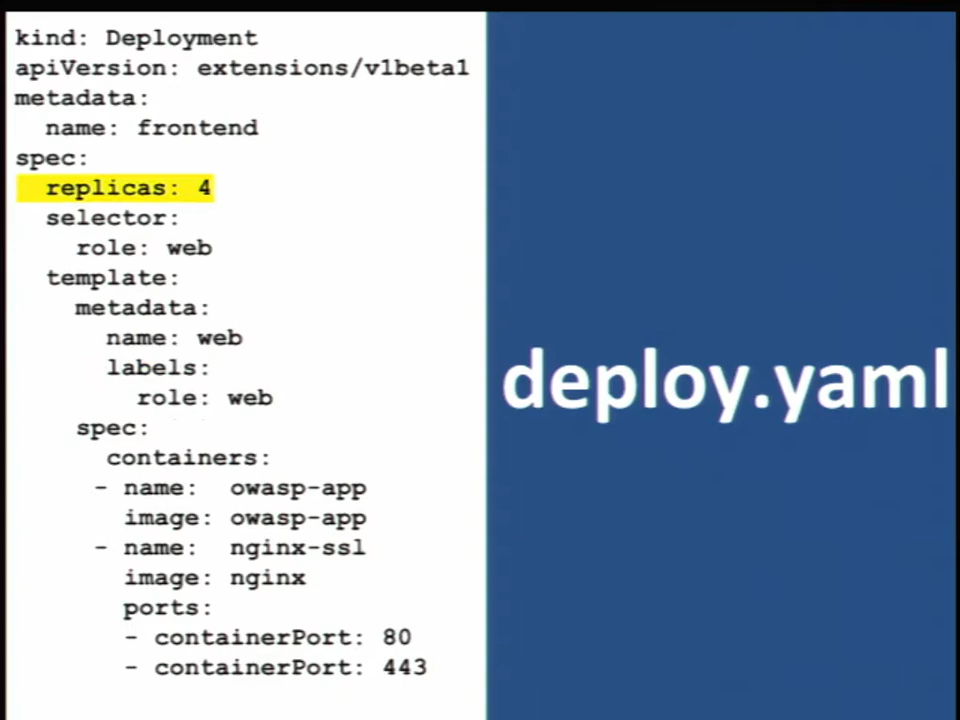 kind: Deployment
apiVersion: extensions/v1beta1
metadata:
  name: frontend
spec:
  replicas: 4
  selector:
    role: web
  template:
    metadata:
      name: web
      labels:
        role: web
    spec:
      containers:
     - name:  owasp-app
       image: owasp-app
     - name:  nginx-ssl
       image: nginx
       ports:
       - containerPort: 80
       - containerPort: 443
deploy.yaml